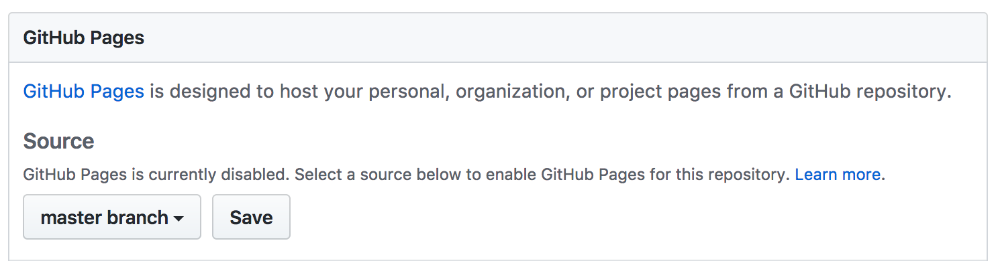 GitHub Pages
GitHub Pages is designed to host your personal, organization, or project pages from a GitHub repository.
Source
GitHub Pages is currently disabled. Select a source below to enable GitHub Pages for this repository. Learn more.
master branch Save